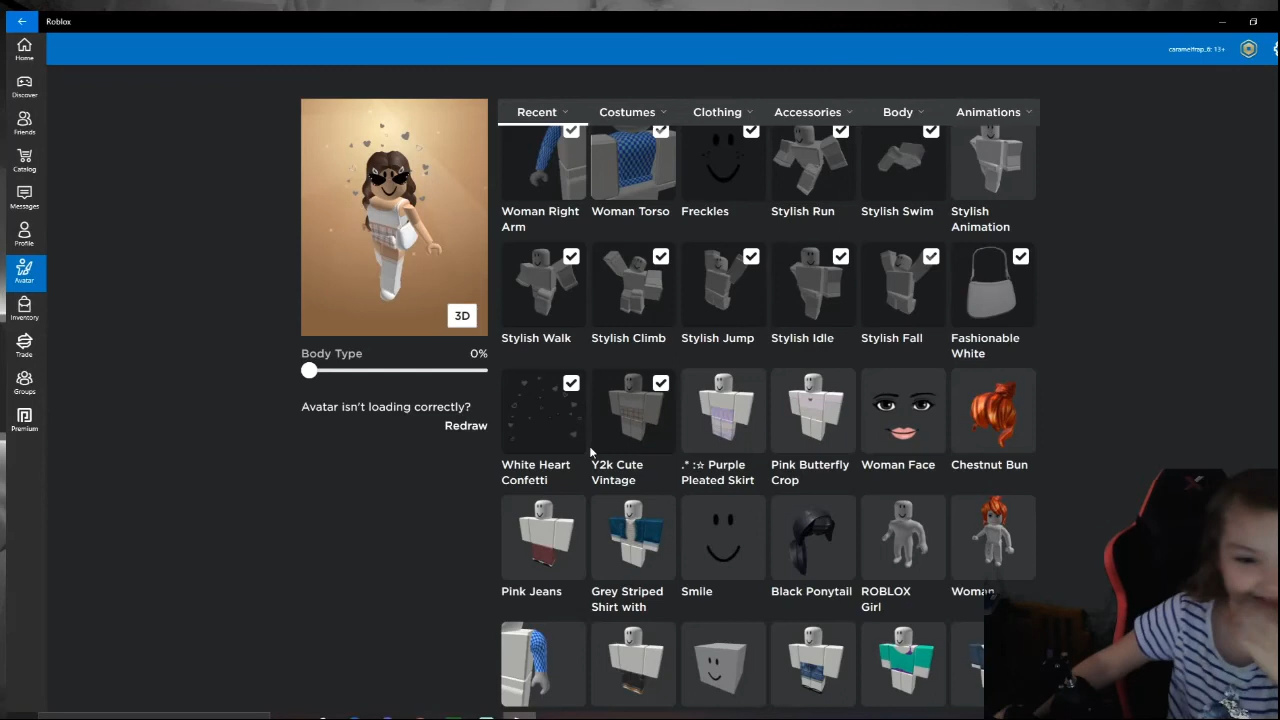 Roblox
Home
caramelfrap_6: 13+
Discover
Friends
Catalog
Messages
Profile
Avatar
Inventory
Trade
Groups
Premium
3D
Body Type 0%
Avatar isn't loading correctly?
Redraw
Recent Costumes Clothing Accessories Body Animations
Woman Right Arm
Woman Torso
Freckles
Stylish Run
Stylish Swim
Stylish Animation
Stylish Walk
Stylish Climb
Stylish Jump
Stylish Idle
Stylish Fall
Fashionable White
White Heart Confetti
Y2k Cute Vintage
.* :☆ Purple Pleated Skirt
Pink Butterfly Crop
Woman Face
Chestnut Bun
Pink Jeans
Grey Striped Shirt with
Smile
Black Ponytail
ROBLOX Girl
Woman